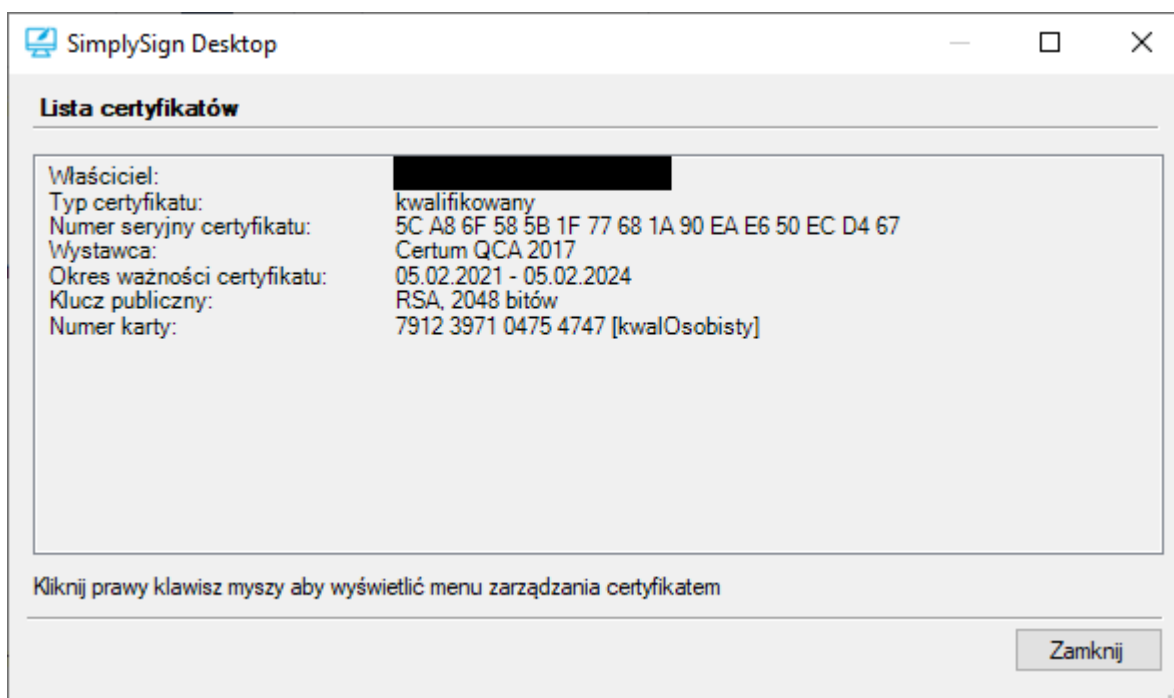 SimplySign Desktop
Lista certyfikatów
Właściciel:
Typ certyfikatu: kwalifikowany
Numer seryjny certyfikatu: 5C A8 6F 58 5B 1F 77 68 1A 90 EA E6 50 EC D4 67
Wystawca: Certum QCA 2017
Okres ważności certyfikatu: 05.02.2021 - 05.02.2024
Klucz publiczny: RSA, 2048 bitów
Numer karty: 7912 3971 0475 4747 [kwalOsobisty]
Kliknij prawy klawisz myszy aby wyświetlić menu zarządzania certyfikatem
Zamknij